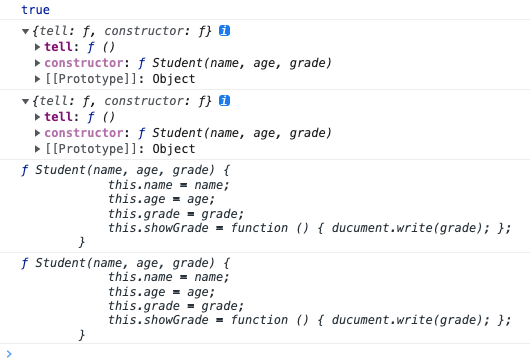 true
{tell: ƒ, constructor: ƒ} i
tell: ƒ ()
constructor: ƒ Student(name, age, grade)
[[Prototype]]: Object
{tell: ƒ, constructor: ƒ} i
tell: ƒ ()
constructor: ƒ Student(name, age, grade)
[[Prototype]]: Object
ƒ Student(name, age, grade) {
this.name = name;
this.age = age;
this.grade = grade;
this.showGrade = function () { ducument.write(grade); };
}
ƒ Student(name, age, grade) {
this.name = name;
this.age = age;
this.grade = grade;
this.showGrade = function () { ducument.write(grade); };
}